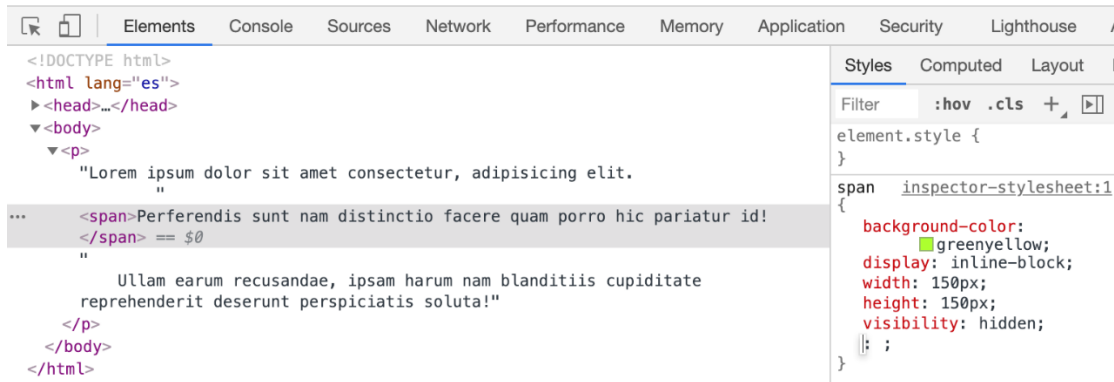 Elements Console Sources Network Performance Memory Application Security Lighthouse
<!DOCTYPE html>
<html lang="es">
<head>…</head>
<body>
<p>
"Lorem ipsum dolor sit amet consectetur, adipisicing elit.
"
<span>Perferendis sunt nam distinctio facere quam porro hic pariatur id!
</span> == $0
"
Ullam earum recusandae, ipsam harum nam blanditiis cupiditate
reprehenderit deserunt perspiciatis soluta!"
</p>
</body>
</html>
Styles Computed Layout
Filter :hov .cls +
element.style {
}
span inspector-stylesheet:1
{
background-color:
greenyellow;
display: inline-block;
width: 150px;
height: 150px;
visibility: hidden;
: ;
}